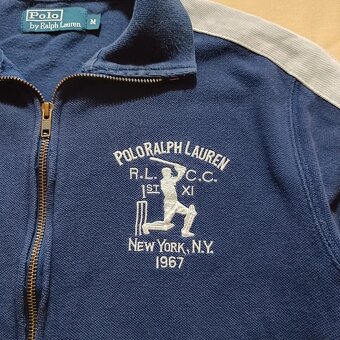 Polo
by Ralph Lauren
M
POLO RALPH LAUREN
R.L. C.C.
1ST XI
NEW YORK, N.Y.
1967